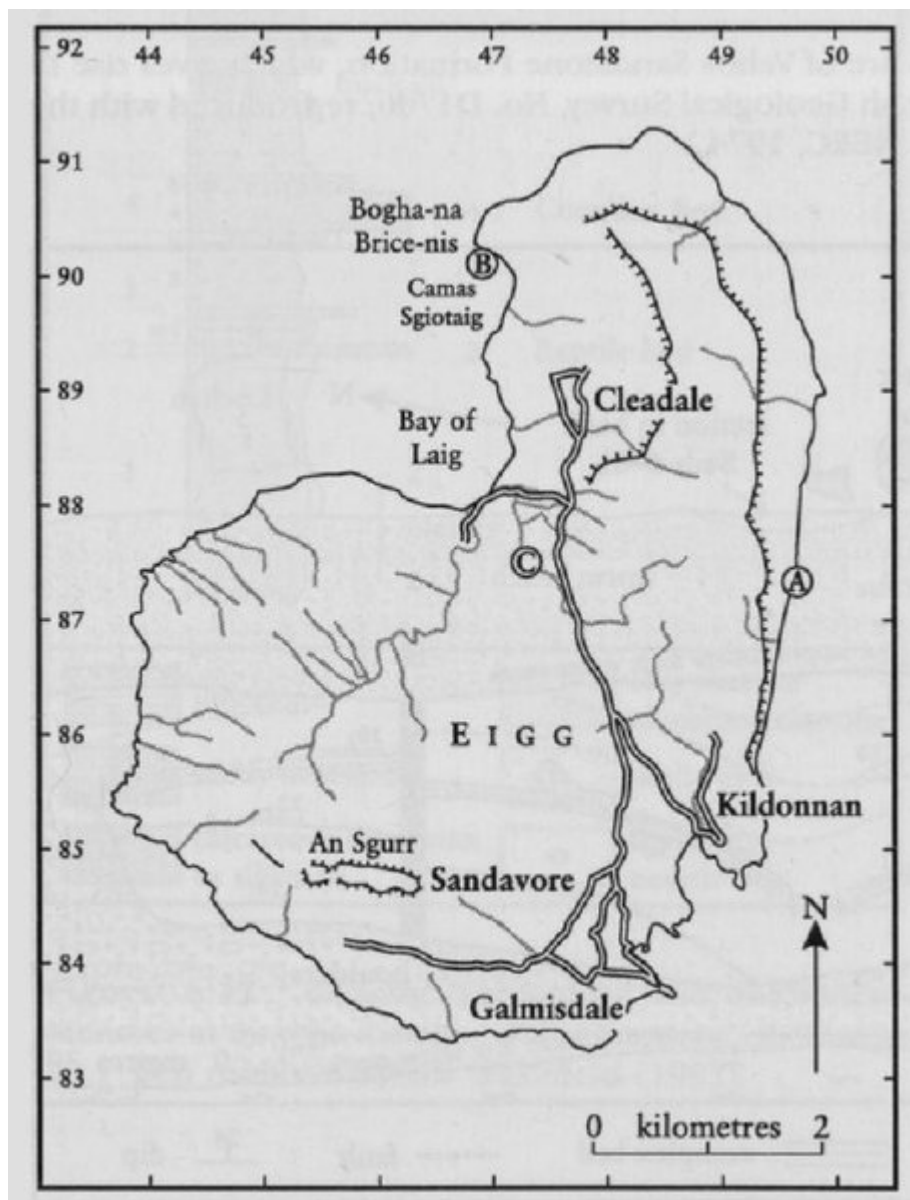 44 45 46 47 48 49 50
92
91
90
89
88
87
86
85
84
83
Bogha-na
Brice-nis
B
Camas
Sgiotaig
Cleadale
Bay of
Laig
C
A
EIGG
Kildonnan
An Sgurr
Sandavore
N
Galmisdale
0 kilometres 2